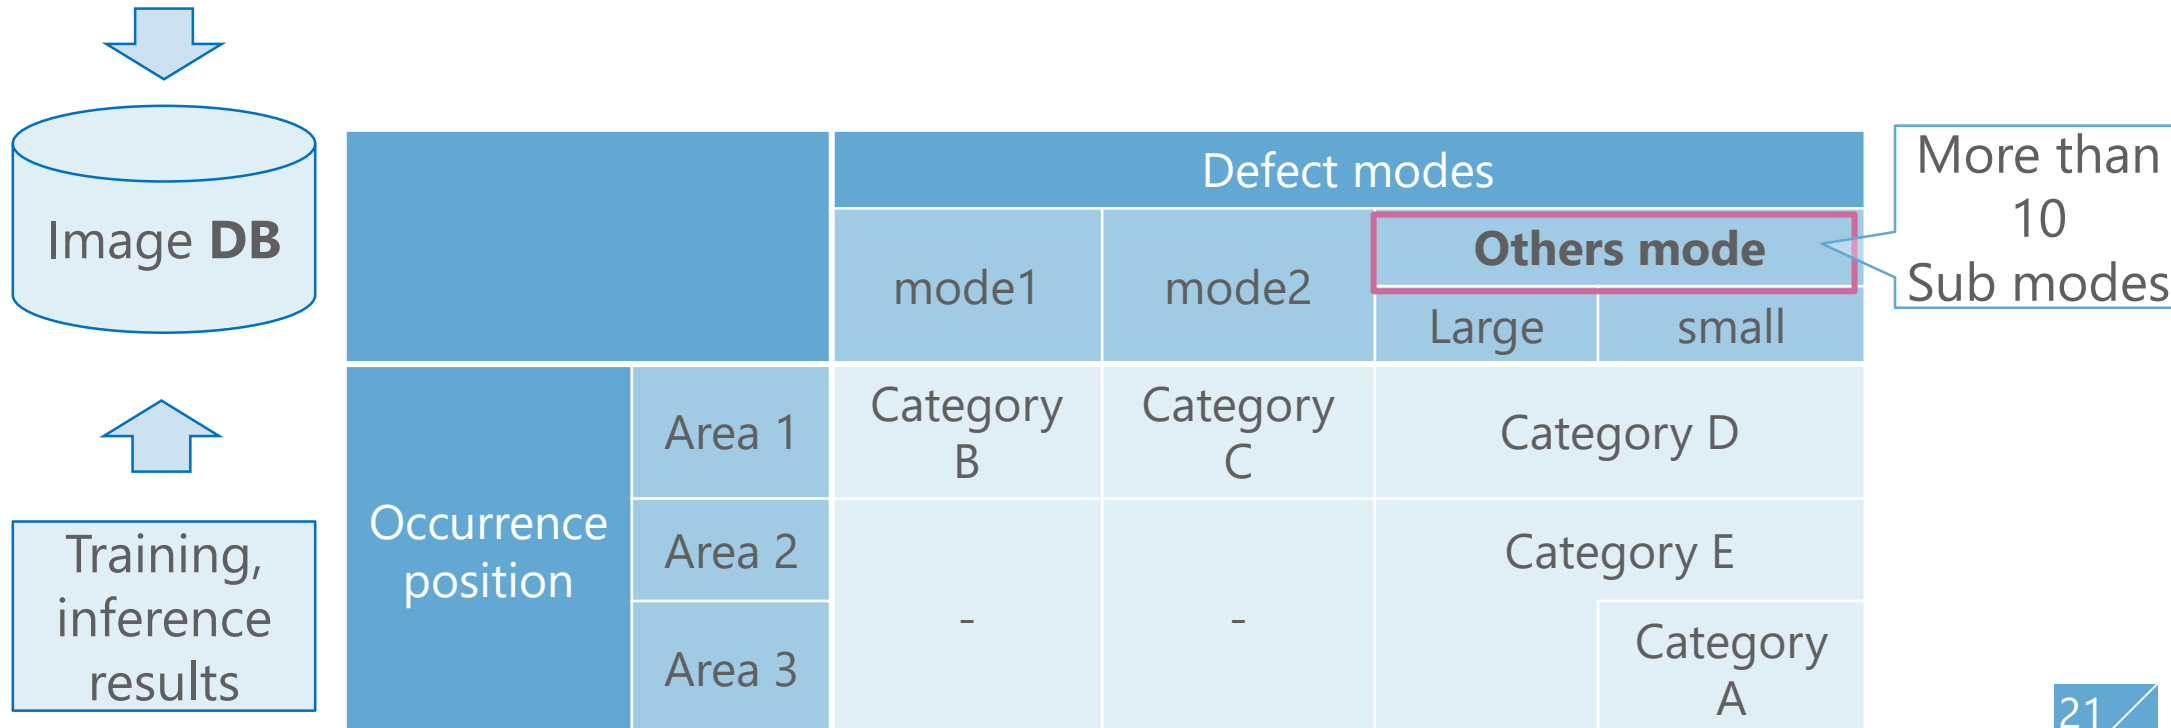 Image DB
Training,
inference
results
Defect modes
mode1
mode2
Others mode
Large
small
More than
10
Sub modes
Occurrence
position
Area 1
Category
B
Category
C
Category D
Area 2
Category E
Area 3
-
-
Category
A
21